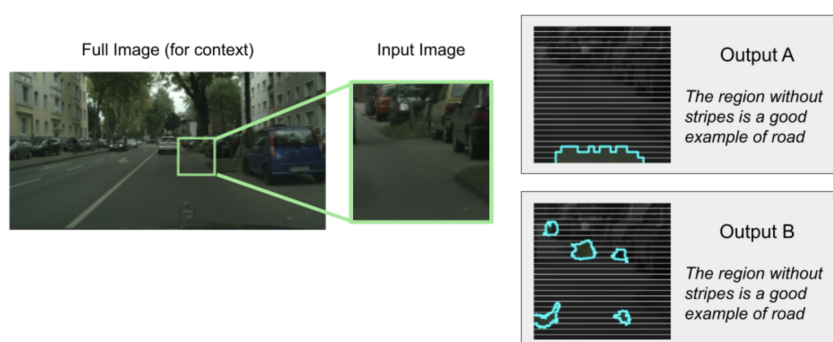 Full Image (for context)
Input Image
Output A
The region without
stripes is a good
example of road
Output B
The region without
stripes is a good
example of road